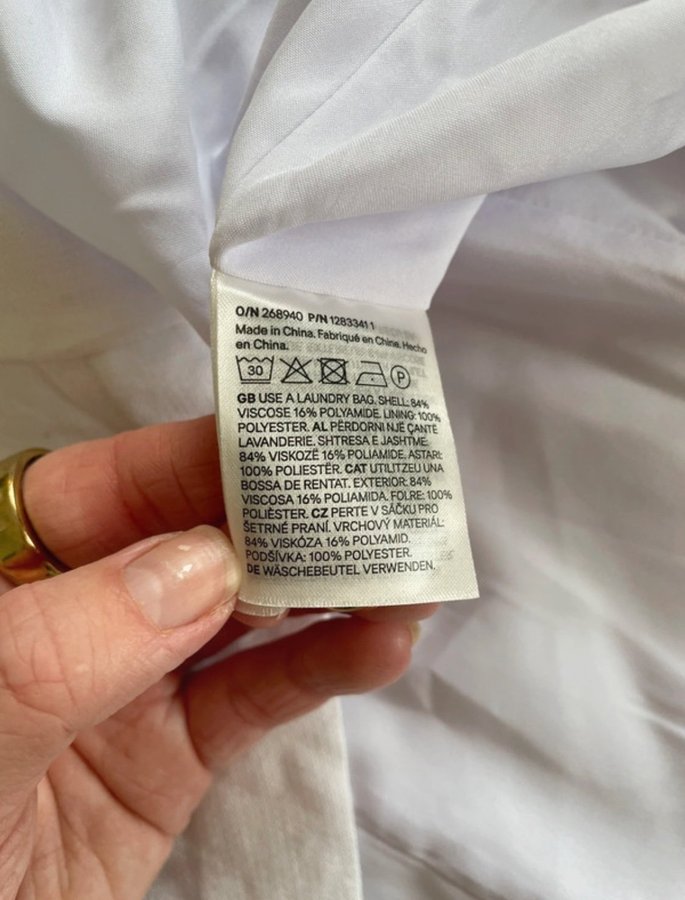 O/N 268940 P/N 1283341 1
Made in China. Fabriqué en Chine. Hecho
en China.
30 P
GB USE A LAUNDRY BAG. SHELL: 84%
VISCOSE 16% POLYAMIDE. LINING: 100%
POLYESTER. AL PËRDORNI NJË ÇANTË
LAVANDERIE. SHTRESA E JASHTME:
84% VISKOZË 16% POLIAMIDE. ASTARI:
100% POLIESTËR. CAT UTILITZEU UNA
BOSSA DE RENTAT. EXTERIOR: 84%
VISCOSA 16% POLIAMIDA. FOLRE: 100%
POLIÈSTER. CZ PERTE V SÁČKU PRO
ŠETRNÉ PRANÍ. VRCHOVÝ MATERIÁL:
84% VISKÓZA 16% POLYAMID.
PODŠÍVKA: 100% POLYESTER.
DE WÄSCHEBEUTEL VERWENDEN.